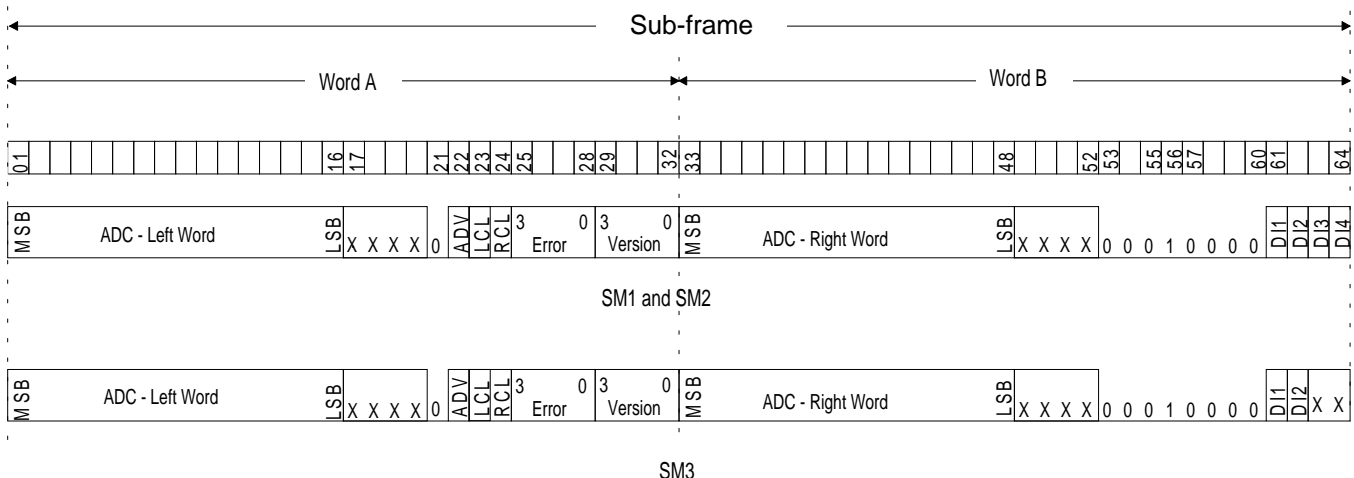 Sub-frame
Word A Word B
01 16 17 21 22 23 24 25 28 29 32 33 48 52 53 55 56 57 60 61 64
MSB ADC - Left Word LSB X X X X 0 ADV LCL RCL 3 0 Error 3 0 Version MSB ADC - Right Word LSB X X X X 0 0 0 1 0 0 0 0 DI1 DI2 DI3 DI4
SM1 and SM2
MSB ADC - Left Word LSB X X X X 0 ADV LCL RCL 3 0 Error 3 0 Version MSB ADC - Right Word LSB X X X X 0 0 0 1 0 0 0 0 DI1 DI2 X X
SM3